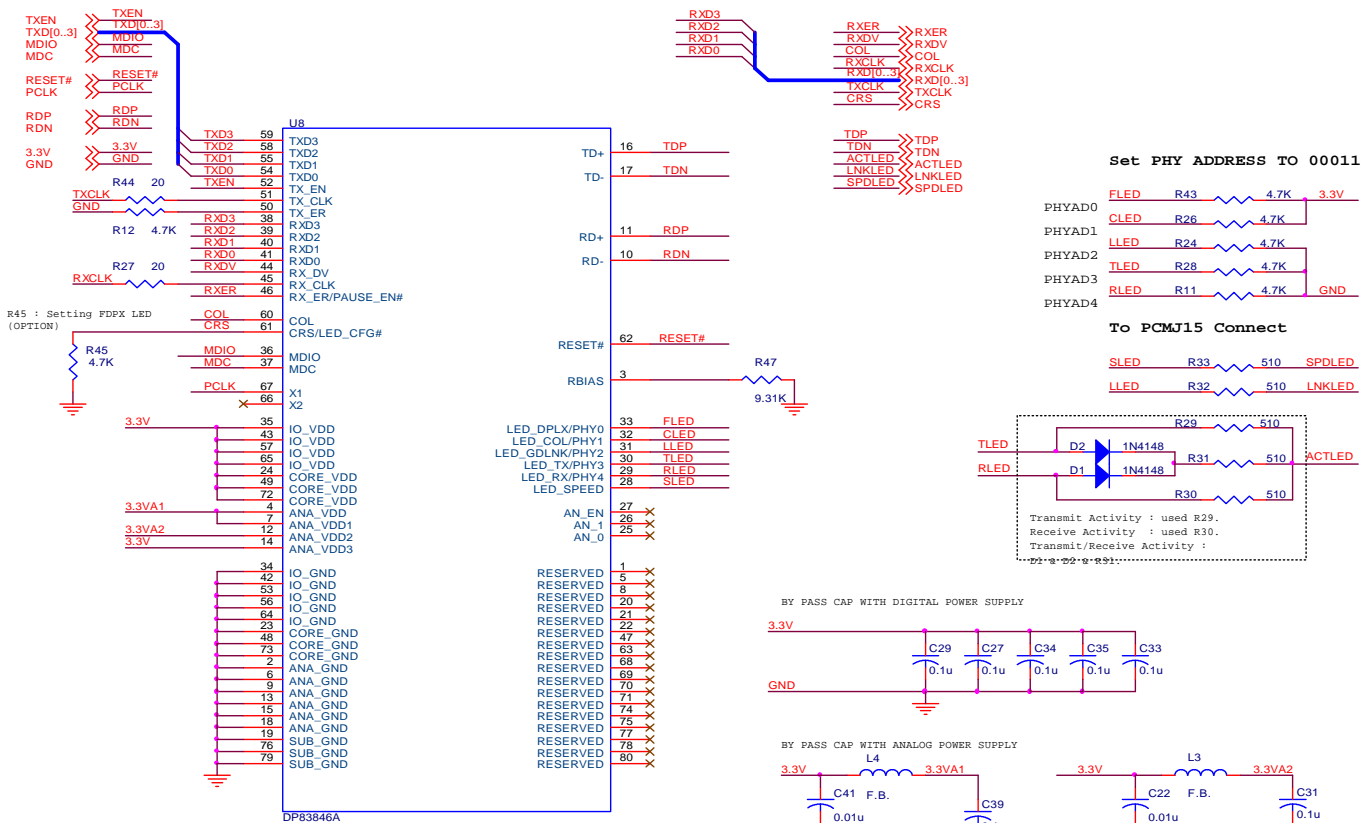 TXEN TXEN
TXD[0..3] TXD[0..3]
MDIO MDIO
MDC MDC
RESET# RESET#
PCLK PCLK
RDP RDP
RDN RDN
3.3V 3.3V
GND GND
RXD3
RXD2
RXD1
RXD0
RXER RXER
RXDV RXDV
COL COL
RXCLK RXCLK
RXD[0..3] RXD[0..3]
TXCLK TXCLK
CRS CRS
TDP TDP
TDN TDN
ACTLED ACTLED
LNKLED LNKLED
SPDLED SPDLED
U8
TXD3 59 TXD3
TXD2 58 TXD2
TXD1 55 TXD1
TXD0 54 TXD0
TXEN 52 TX_EN
R44 20
TXCLK 51 TX_CLK
GND 50 TX_ER
R12 4.7K
RXD3 38 RXD3
RXD2 39 RXD2
RXD1 40 RXD1
RXD0 41 RXD0
RXDV 44 RX_DV
R27 20
RXCLK 45 RX_CLK
RXER 46 RX_ER/PAUSE_EN#
R45 : Setting FDPX LED
(OPTION)
COL 60 COL
CRS 61 CRS/LED_CFG#
R45
4.7K
MDIO 36 MDIO
MDC 37 MDC
PCLK 67 X1
66 X2
3.3V 35 IO_VDD
43 IO_VDD
57 IO_VDD
65 IO_VDD
24 CORE_VDD
49 CORE_VDD
72 CORE_VDD
3.3VA1 4 ANA_VDD
7 ANA_VDD1
3.3VA2 12 ANA_VDD2
3.3V 14 ANA_VDD3
34 IO_GND
42 IO_GND
53 IO_GND
56 IO_GND
64 IO_GND
23 CORE_GND
48 CORE_GND
73 CORE_GND
2 ANA_GND
6 ANA_GND
9 ANA_GND
13 ANA_GND
15 ANA_GND
18 ANA_GND
19 SUB_GND
76 SUB_GND
79 SUB_GND
DP83846A
TD+ 16 TDP
TD- 17 TDN
RD+ 11 RDP
RD- 10 RDN
RESET# 62 RESET#
RBIAS 3
R47
9.31K
LED_DPLX/PHY0 33 FLED
LED_COL/PHY1 32 CLED
LED_GDLNK/PHY2 31 LLED
LED_TX/PHY3 30 TLED
LED_RX/PHY4 29 RLED
LED_SPEED 28 SLED
AN_EN 27
AN_1 26
AN_0 25
RESERVED 1
RESERVED 5
RESERVED 8
RESERVED 20
RESERVED 21
RESERVED 22
RESERVED 47
RESERVED 63
RESERVED 68
RESERVED 69
RESERVED 70
RESERVED 71
RESERVED 74
RESERVED 75
RESERVED 77
RESERVED 78
RESERVED 80
Set PHY ADDRESS TO 00011
FLED R43 4.7K 3.3V
PHYAD0
CLED R26 4.7K
PHYAD1
LLED R24 4.7K
PHYAD2
TLED R28 4.7K
PHYAD3
RLED R11 4.7K GND
PHYAD4
To PCMJ15 Connect
SLED R33 510 SPDLED
LLED R32 510 LNKLED
R29 510
TLED D2 1N4148
R31 510 ACTLED
RLED D1 1N4148
R30 510
Transmit Activity : used R29.
Receive Activity : used R30.
Transmit/Receive Activity :
D1 & D2 & R31.
BY PASS CAP WITH DIGITAL POWER SUPPLY
3.3V
C29 C27 C34 C35 C33
0.1u 0.1u 0.1u 0.1u 0.1u
GND
BY PASS CAP WITH ANALOG POWER SUPPLY
3.3V L4 3.3VA1
C41 F.B. C39
0.01u
3.3V L3 3.3VA2
C22 F.B. C31
0.01u 0.1u